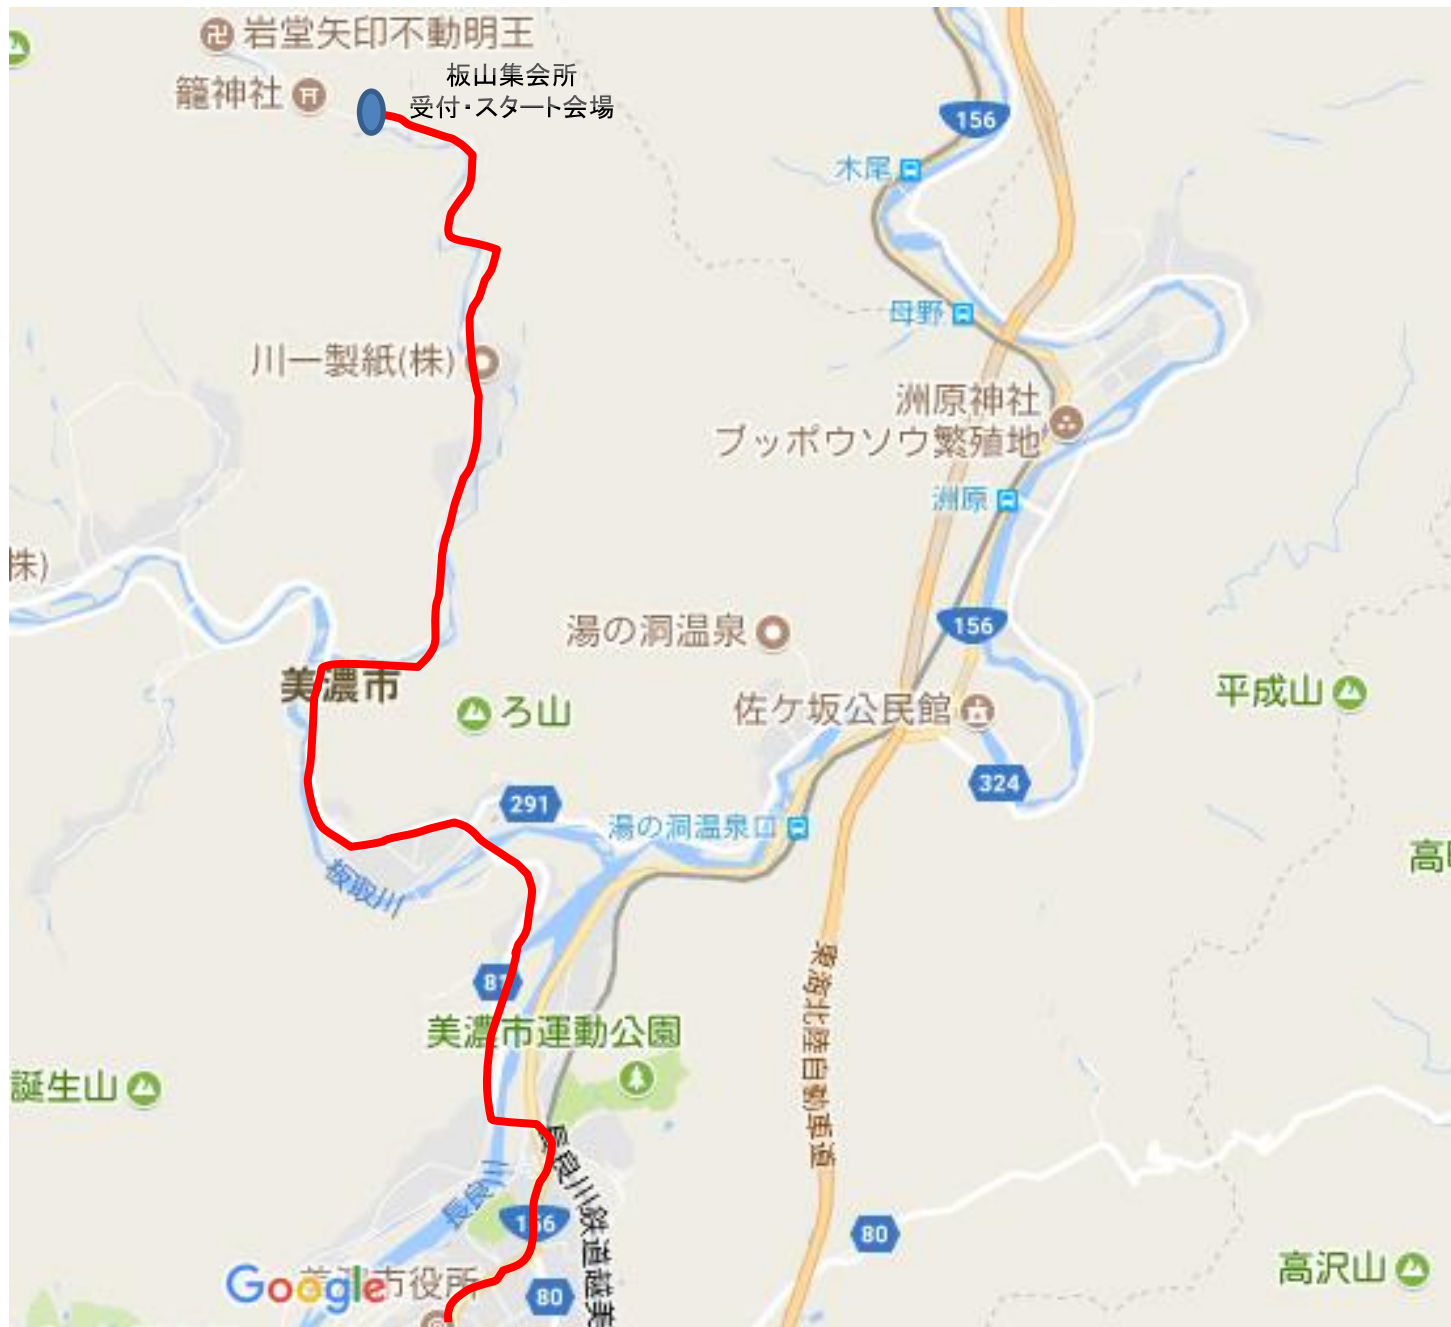 岩堂矢印不動明王
板山集会所
籠神社
受付・スタート会場
156
木尾
母野
川一製紙(株)
洲原神社
ブッポウソウ繁殖地
洲原
株)
156
湯の洞温泉
美濃市
ろ山
佐ケ坂公民館
平成山
324
291
湯の洞温泉口
板取川
東海北陸自動車道
81
美濃市運動公園
誕生山
長良川
長良川鉄道越美
156
80
高沢山
Google
市役所
80